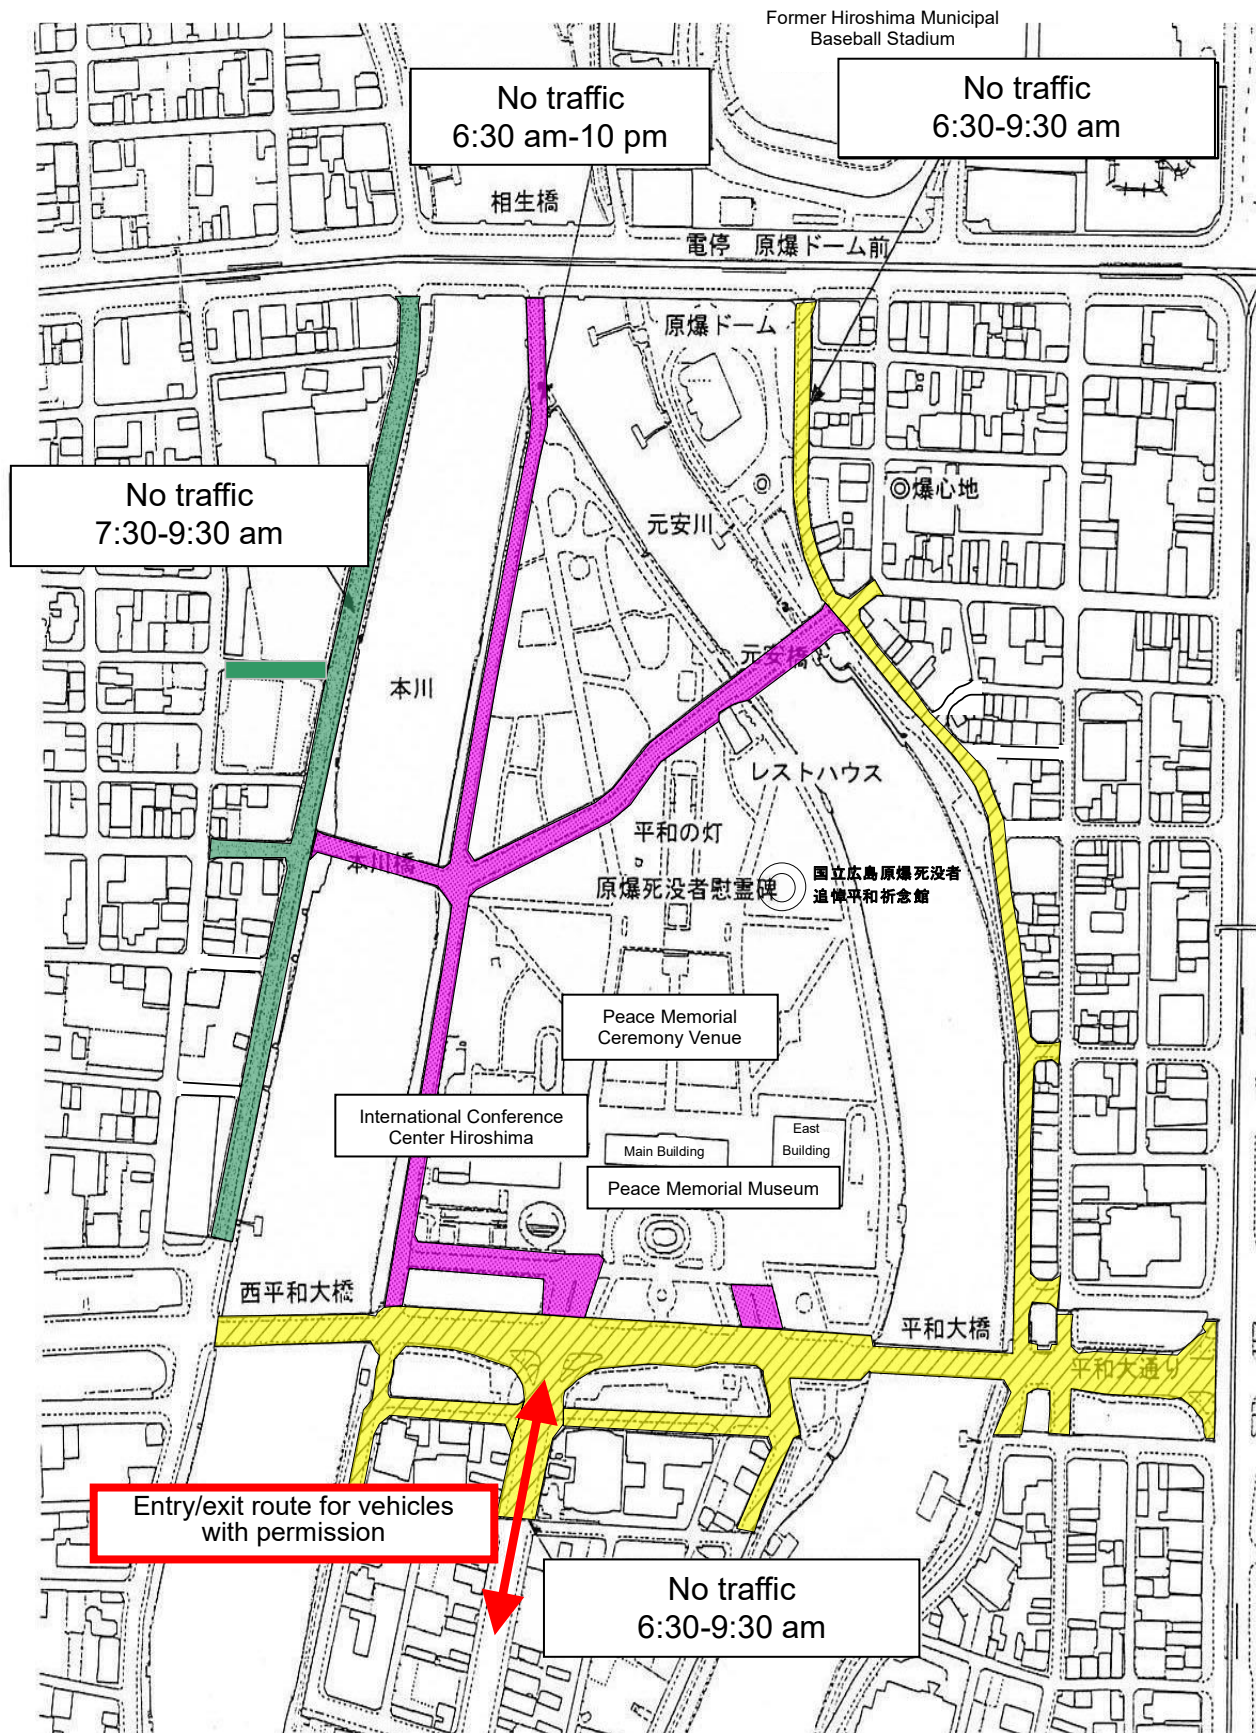 Former Hiroshima Municipal
Baseball Stadium
No traffic
6:30 am-10 pm
No traffic
6:30-9:30 am
相生橋
電停 原爆ドーム前
原爆ドーム
No traffic
7:30-9:30 am
◎爆心地
元安川
元安橋
本川
レストハウス
平和の灯
本川橋
原爆死没者慰霊碑
国立広島原爆死没者
追悼平和祈念館
Peace Memorial
Ceremony Venue
International Conference
Center Hiroshima
Main Building
East
Building
Peace Memorial Museum
西平和大橋
平和大橋
平和大通り
Entry/exit route for vehicles
with permission
No traffic
6:30-9:30 am